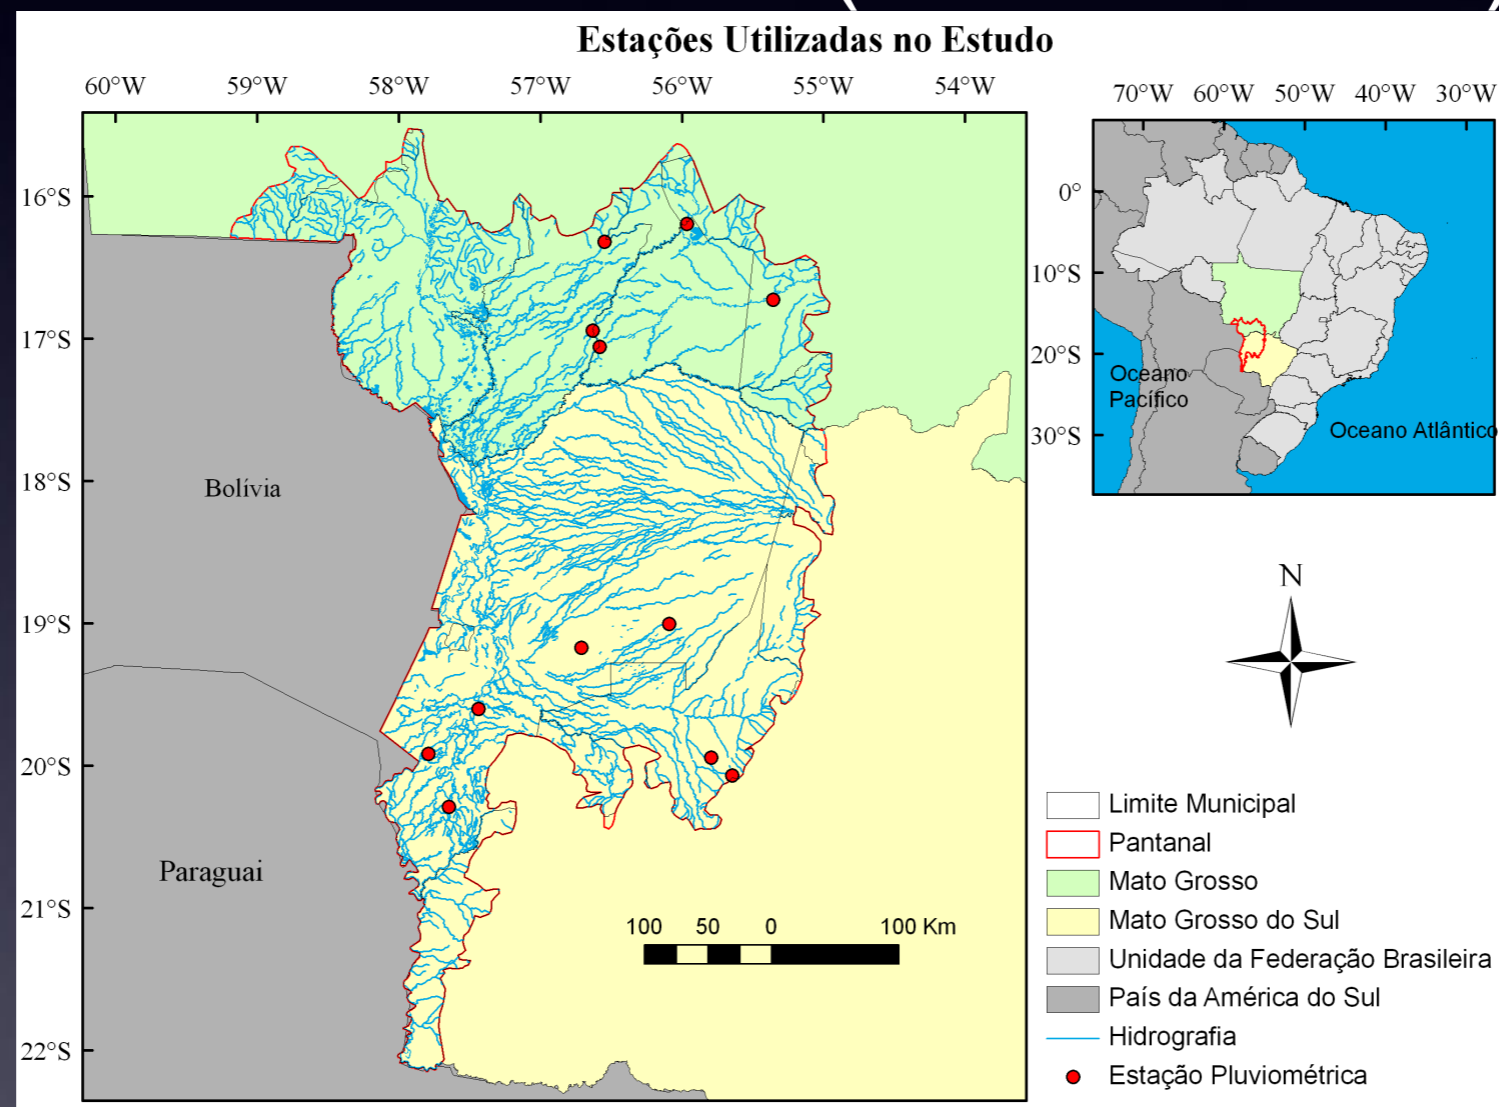 Estações Utilizadas no Estudo
60°W 59°W 58°W 57°W 56°W 55°W 54°W
16°S
17°S
18°S
19°S
20°S
21°S
22°S
Bolívia
Paraguai
100 50 0 100 Km
70°W 60°W 50°W 40°W 30°W
0°
10°S
20°S
30°S
Oceano
Pacífico
Oceano Atlântico
N
Limite Municipal
Pantanal
Mato Grosso
Mato Grosso do Sul
Unidade da Federação Brasileira
País da América do Sul
Hidrografia
Estação Pluviométrica